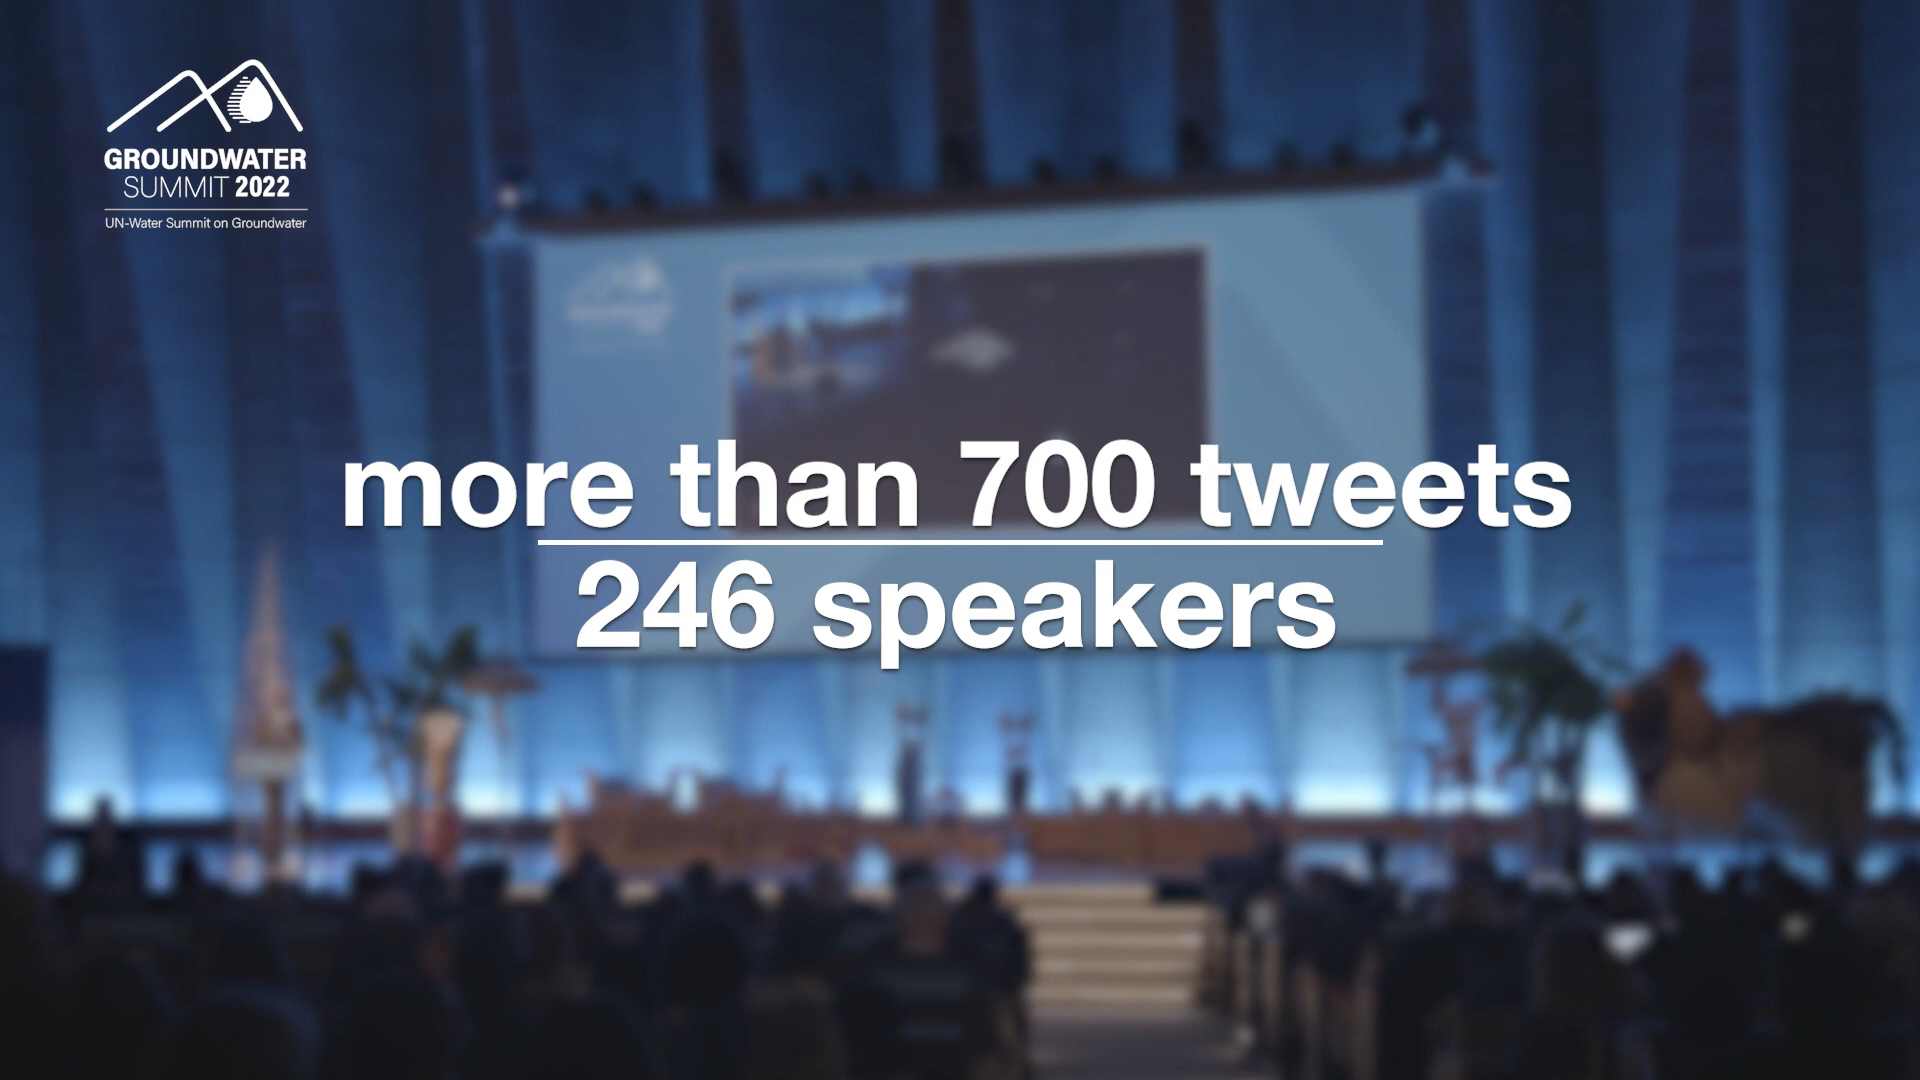 GROUNDWATER
SUMMIT 2022
UN-Water Summit on Groundwater
more than 700 tweets
246 speakers